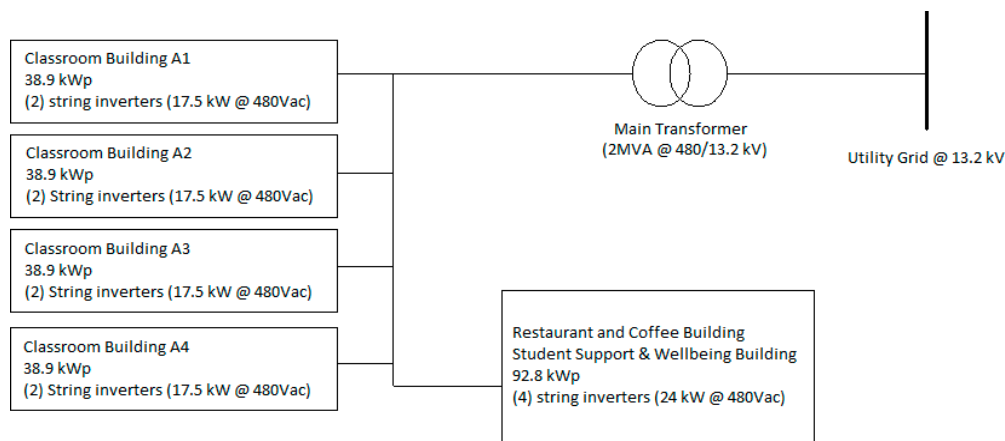 Classroom Building A1
38.9 kWp
(2) string inverters (17.5 kW @ 480Vac)
Classroom Building A2
38.9 kWp
(2) String inverters (17.5 kW @ 480Vac)
Classroom Building A3
38.9 kWp
(2) String inverters (17.5 kW @ 480Vac)
Classroom Building A4
38.9 kWp
(2) String inverters (17.5 kW @ 480Vac)
Main Transformer
(2MVA @ 480/13.2 kV)
Utility Grid @ 13.2 kV
Restaurant and Coffee Building
Student Support & Wellbeing Building
92.8 kWp
(4) string inverters (24 kW @ 480Vac)